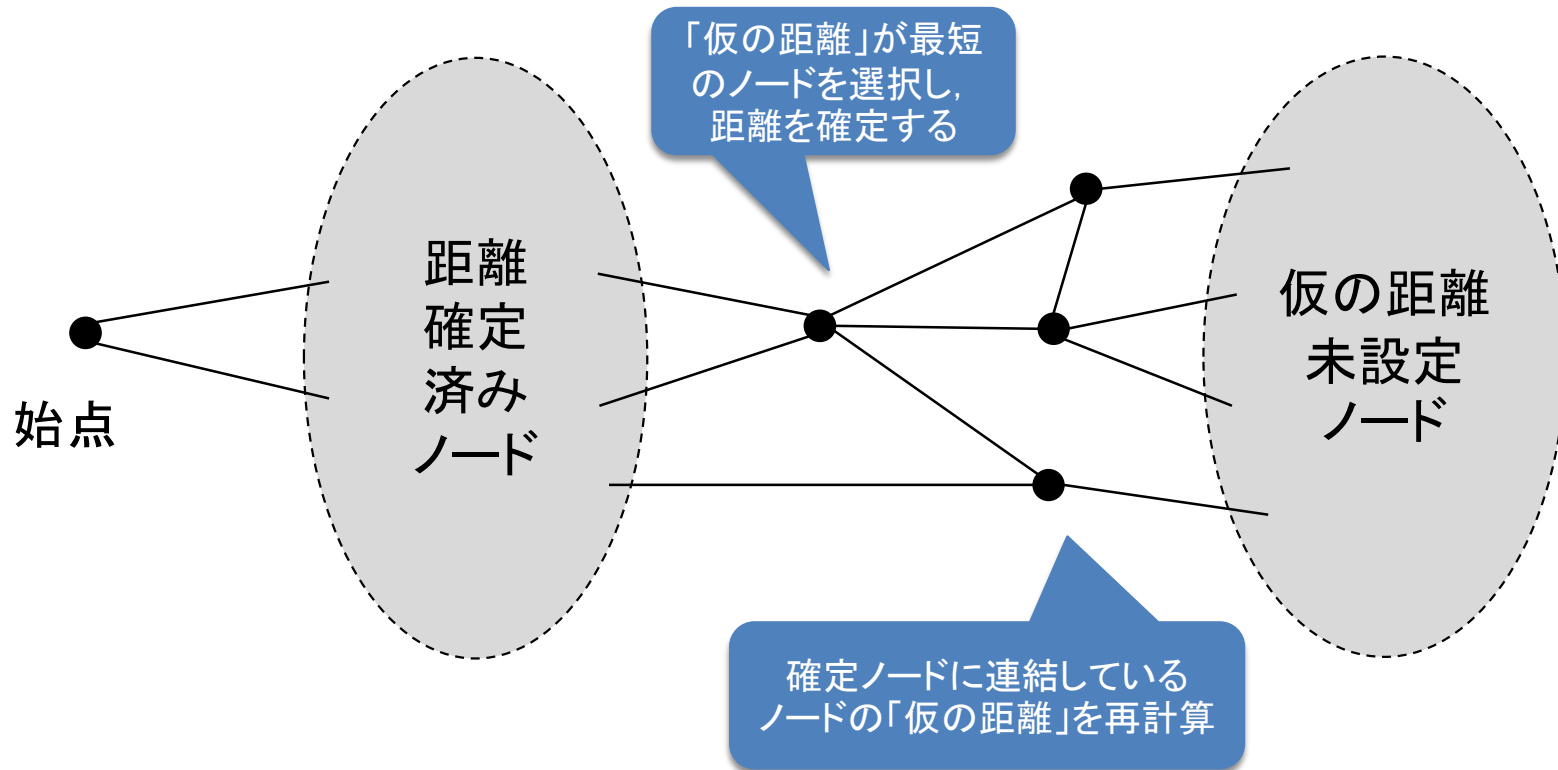 「仮の距離」が最短
のノードを選択し，
距離を確定する
距離
確定
済み
ノード
仮の距離
未設定
ノード
始点
確定ノードに連結している
ノードの「仮の距離」を再計算